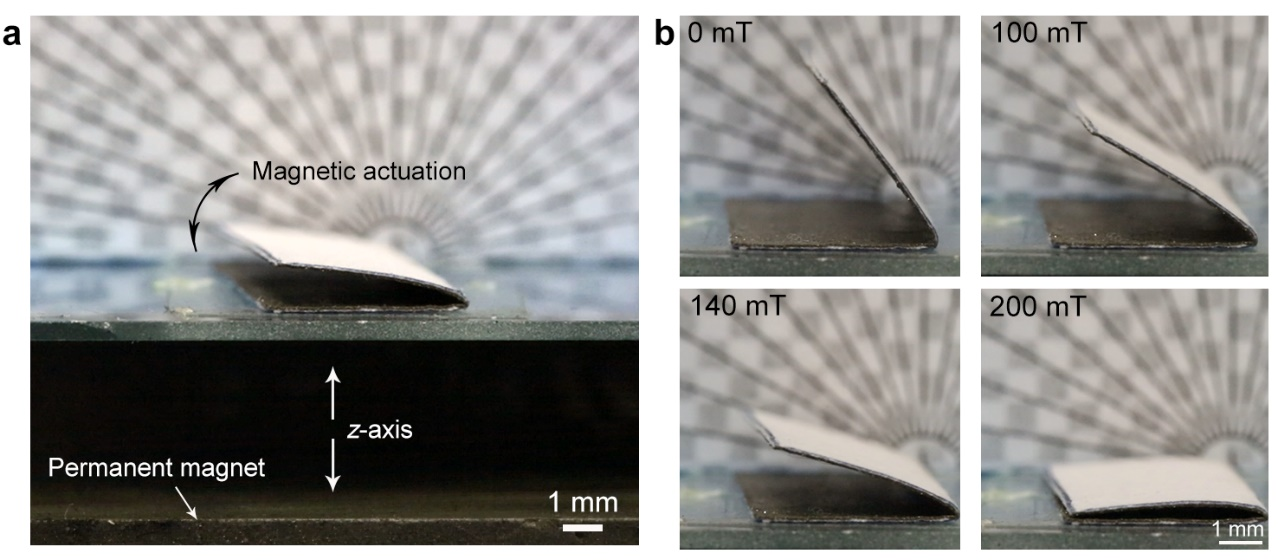 a
Magnetic actuation
z-axis
Permanent magnet
1 mm
b
0 mT
100 mT
140 mT
200 mT
1 mm